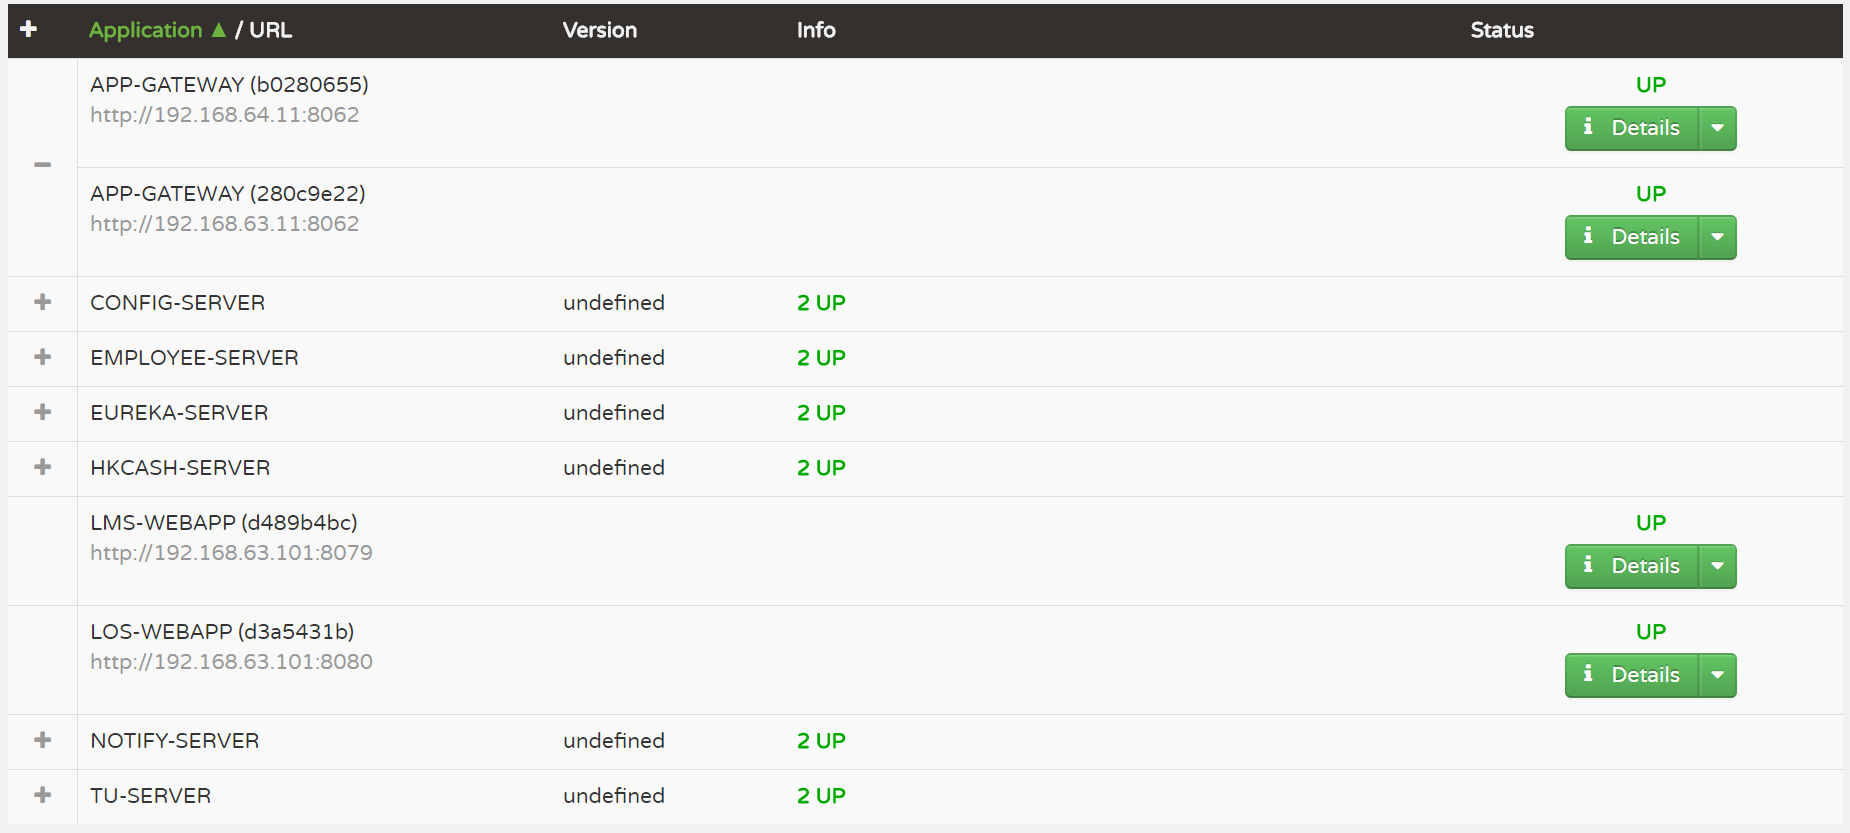 Application ▲ / URL Version Info Status
APP-GATEWAY (b0280655) UP
http://192.168.64.11:8062
Details
APP-GATEWAY (280c9e22) UP
http://192.168.63.11:8062
Details
CONFIG-SERVER undefined 2 UP
EMPLOYEE-SERVER undefined 2 UP
EUREKA-SERVER undefined 2 UP
HKCASH-SERVER undefined 2 UP
LMS-WEBAPP (d489b4bc) UP
http://192.168.63.101:8079
Details
LOS-WEBAPP (d3a5431b) UP
http://192.168.63.101:8080
Details
NOTIFY-SERVER undefined 2 UP
TU-SERVER undefined 2 UP